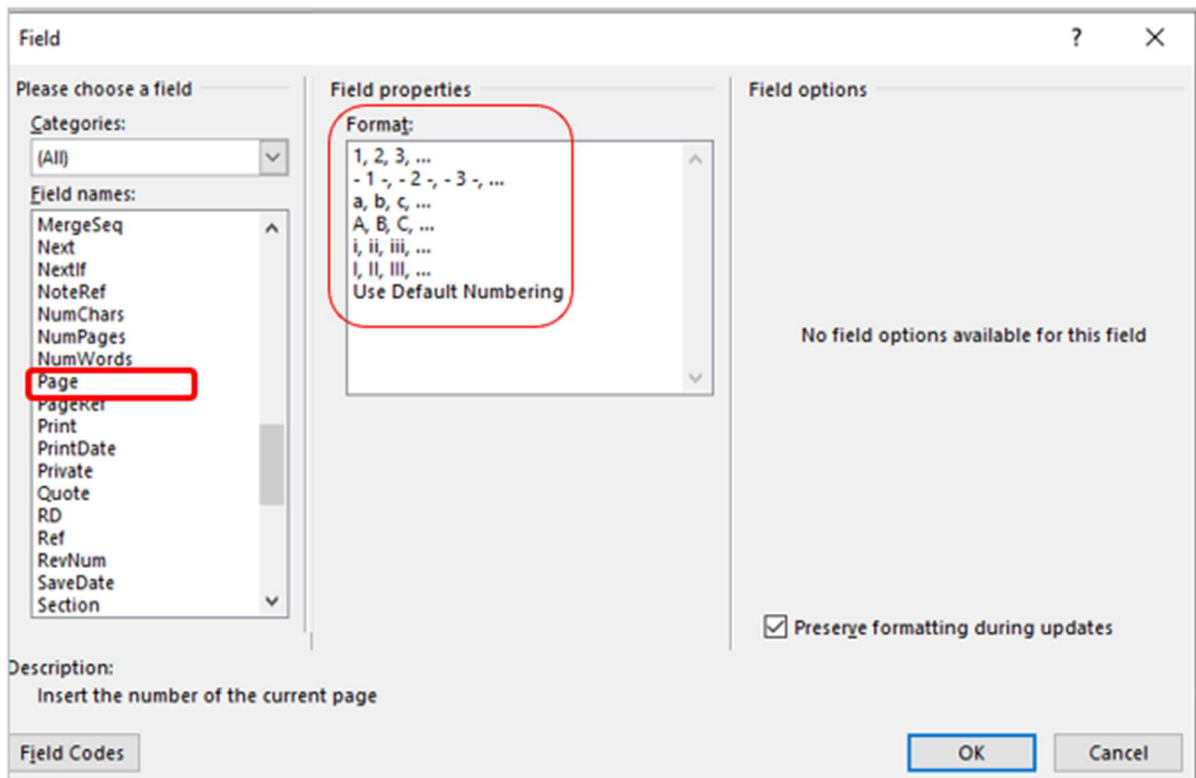 Field
?
Please choose a field
Categories:
(All)
Field names:
MergeSeq
Next
NextIf
NoteRef
NumChars
NumPages
NumWords
Page
PageRef
Print
PrintDate
Private
Quote
RD
Ref
RevNum
SaveDate
Section
Field properties
Format:
1, 2, 3, ...
- 1 -, - 2 -, - 3 -, ...
a, b, c, ...
A, B, C, ...
i, ii, iii, ...
I, II, III, ...
Use Default Numbering
Field options
No field options available for this field
Preserve formatting during updates
Description:
Insert the number of the current page
Field Codes
OK
Cancel